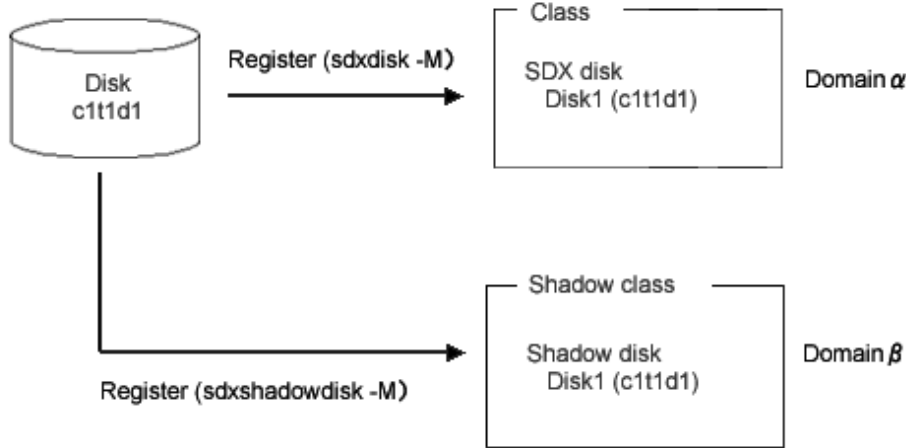 Disk
c1t1d1
Register (sdxdisk -M)
Class
SDX disk
Disk1 (c1t1d1)
Domain α
Shadow class
Shadow disk
Disk1 (c1t1d1)
Domain β
Register (sdxshadowdisk -M)